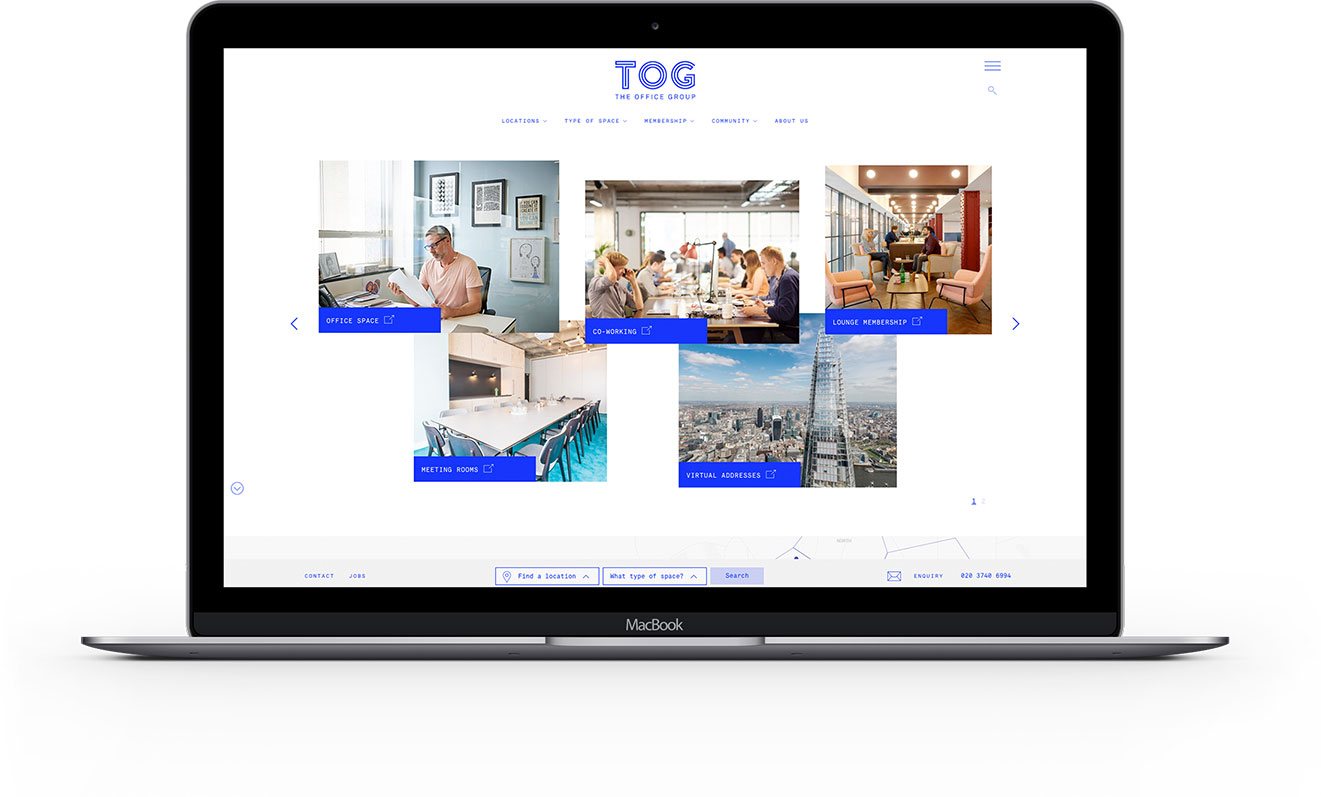 TOG
THE OFFICE GROUP
LOCATIONS TYPE OF SPACE MEMBERSHIP COMMUNITY ABOUT US
OFFICE SPACE
CO-WORKING
LOUNGE MEMBERSHIP
MEETING ROOMS
VIRTUAL ADDRESSES
1 2
NORTH
CONTACT JOBS
Find a location
What type of space?
Search
ENQUIRY 020 3740 6994
MacBook